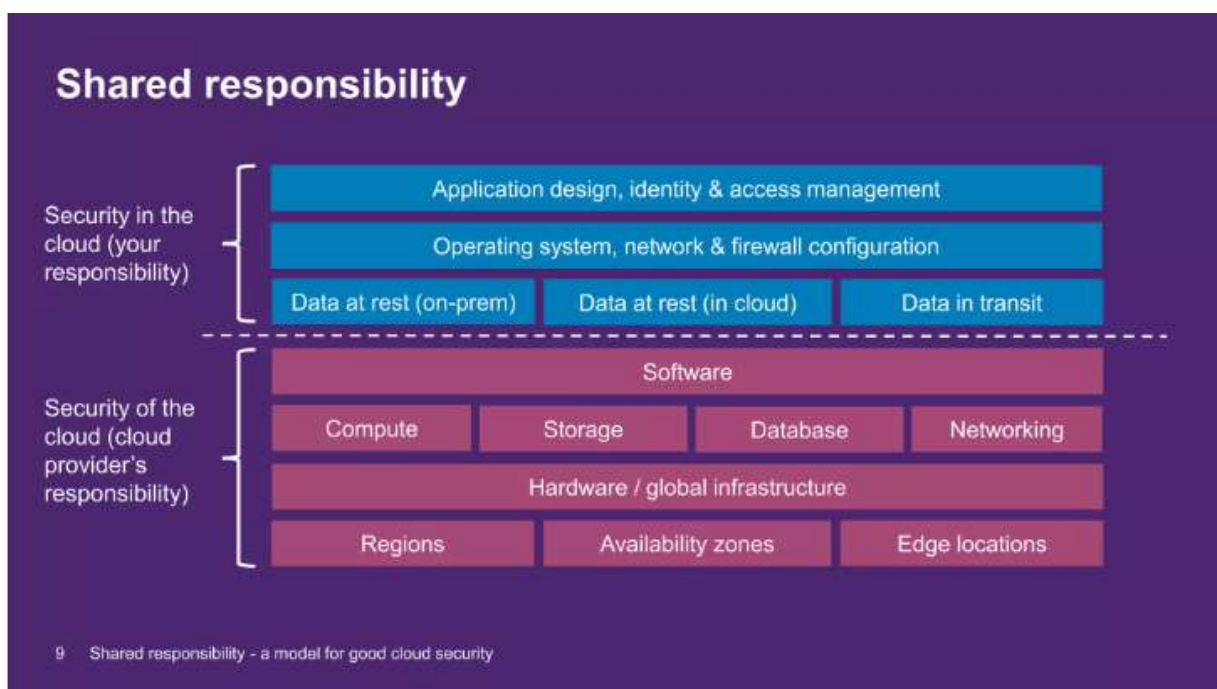 Shared responsibility
Security in the
cloud (your
responsibility)
Application design, identity & access management
Operating system, network & firewall configuration
Data at rest (on-prem)
Data at rest (in cloud)
Data in transit
Security of the
cloud (cloud
provider's
responsibility)
Software
Compute
Storage
Database
Networking
Hardware / global infrastructure
Regions
Availability zones
Edge locations
9 Shared responsibility - a model for good cloud security